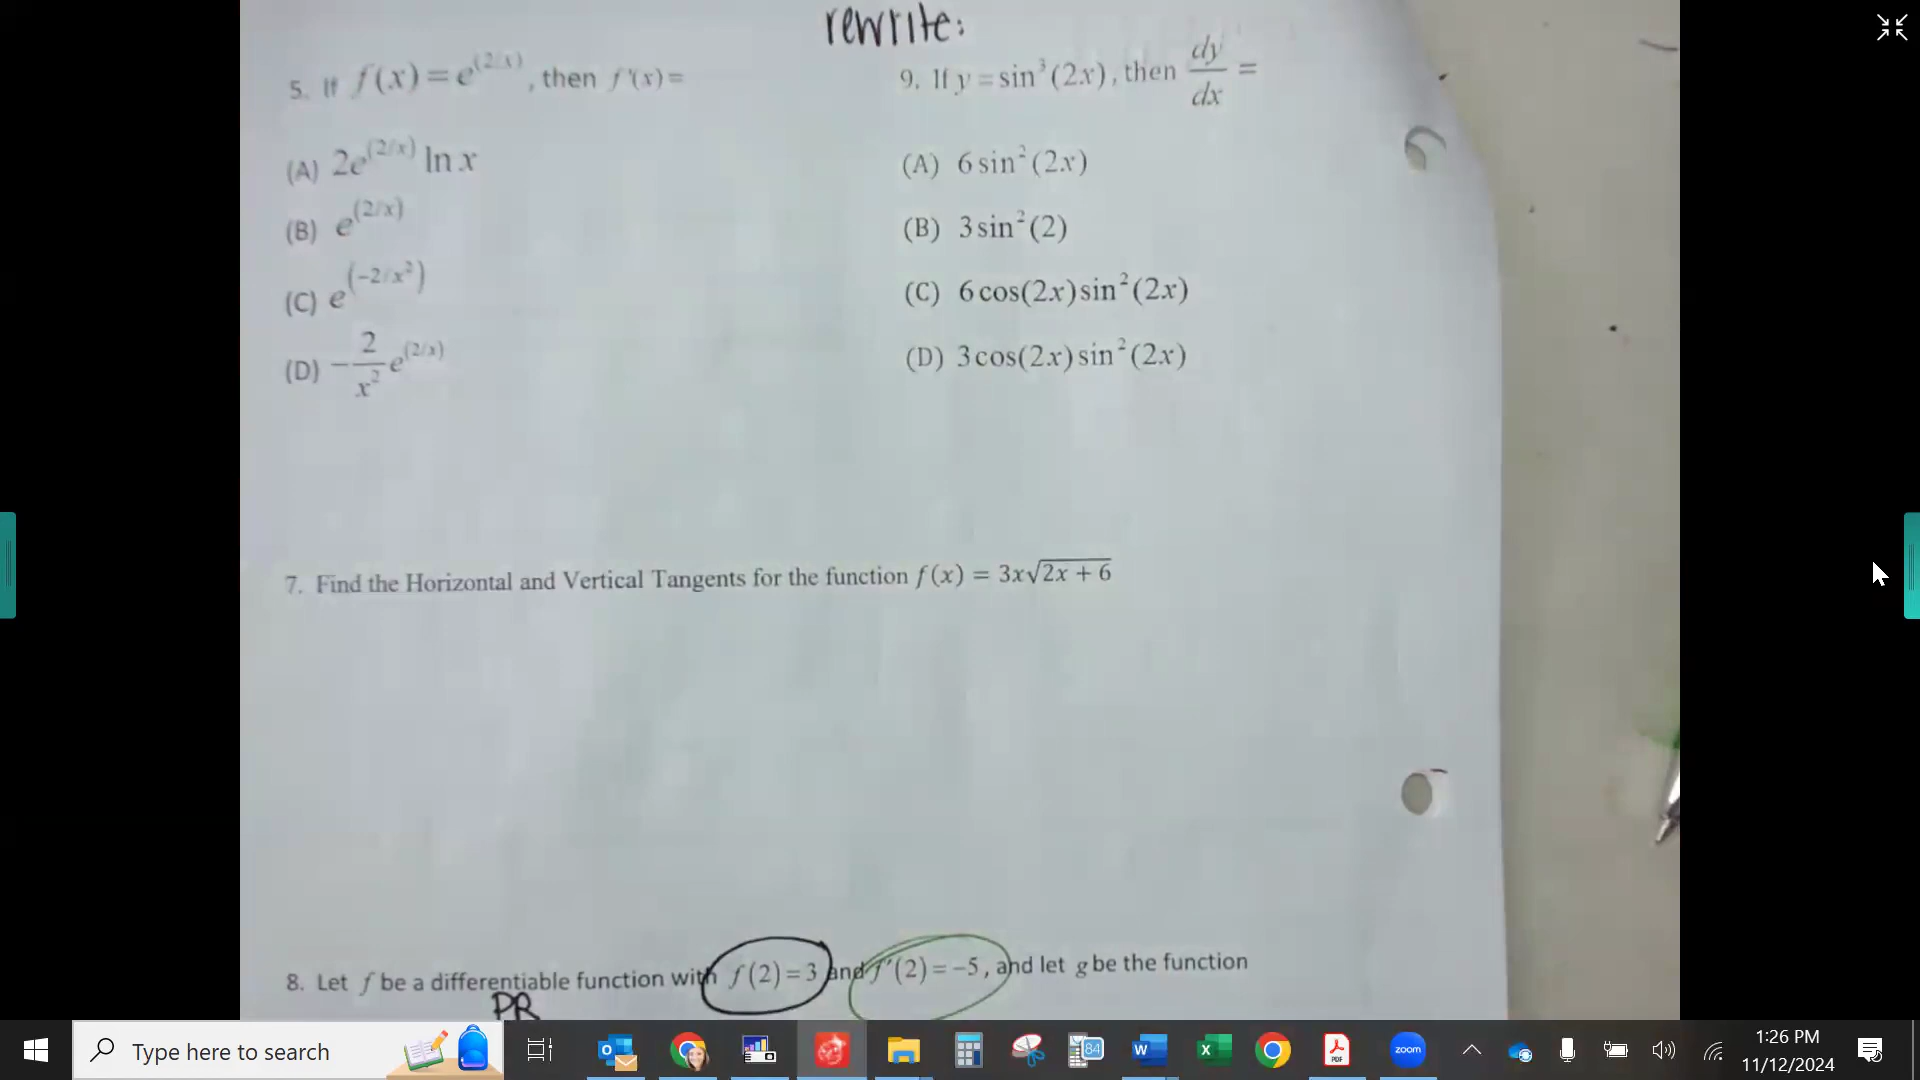 rewrite:
5. If f(x) = e^(2/x), then f'(x) =
(A) 2e^(2/x) ln x
(B) e^(2/x)
(C) e^(-2/x²)
(D) -2/x² e^(2/x)
9. If y = sin³(2x), then dy/dx =
(A) 6 sin²(2x)
(B) 3 sin²(2)
(C) 6 cos(2x) sin²(2x)
(D) 3 cos(2x) sin²(2x)
7. Find the Horizontal and Vertical Tangents for the function f(x) = 3x√(2x + 6)
8. Let f be a differentiable function with f(2) = 3 and f'(2) = -5, and let g be the function
PR
Type here to search
84
zoom
PDF
1:26 PM
11/12/2024